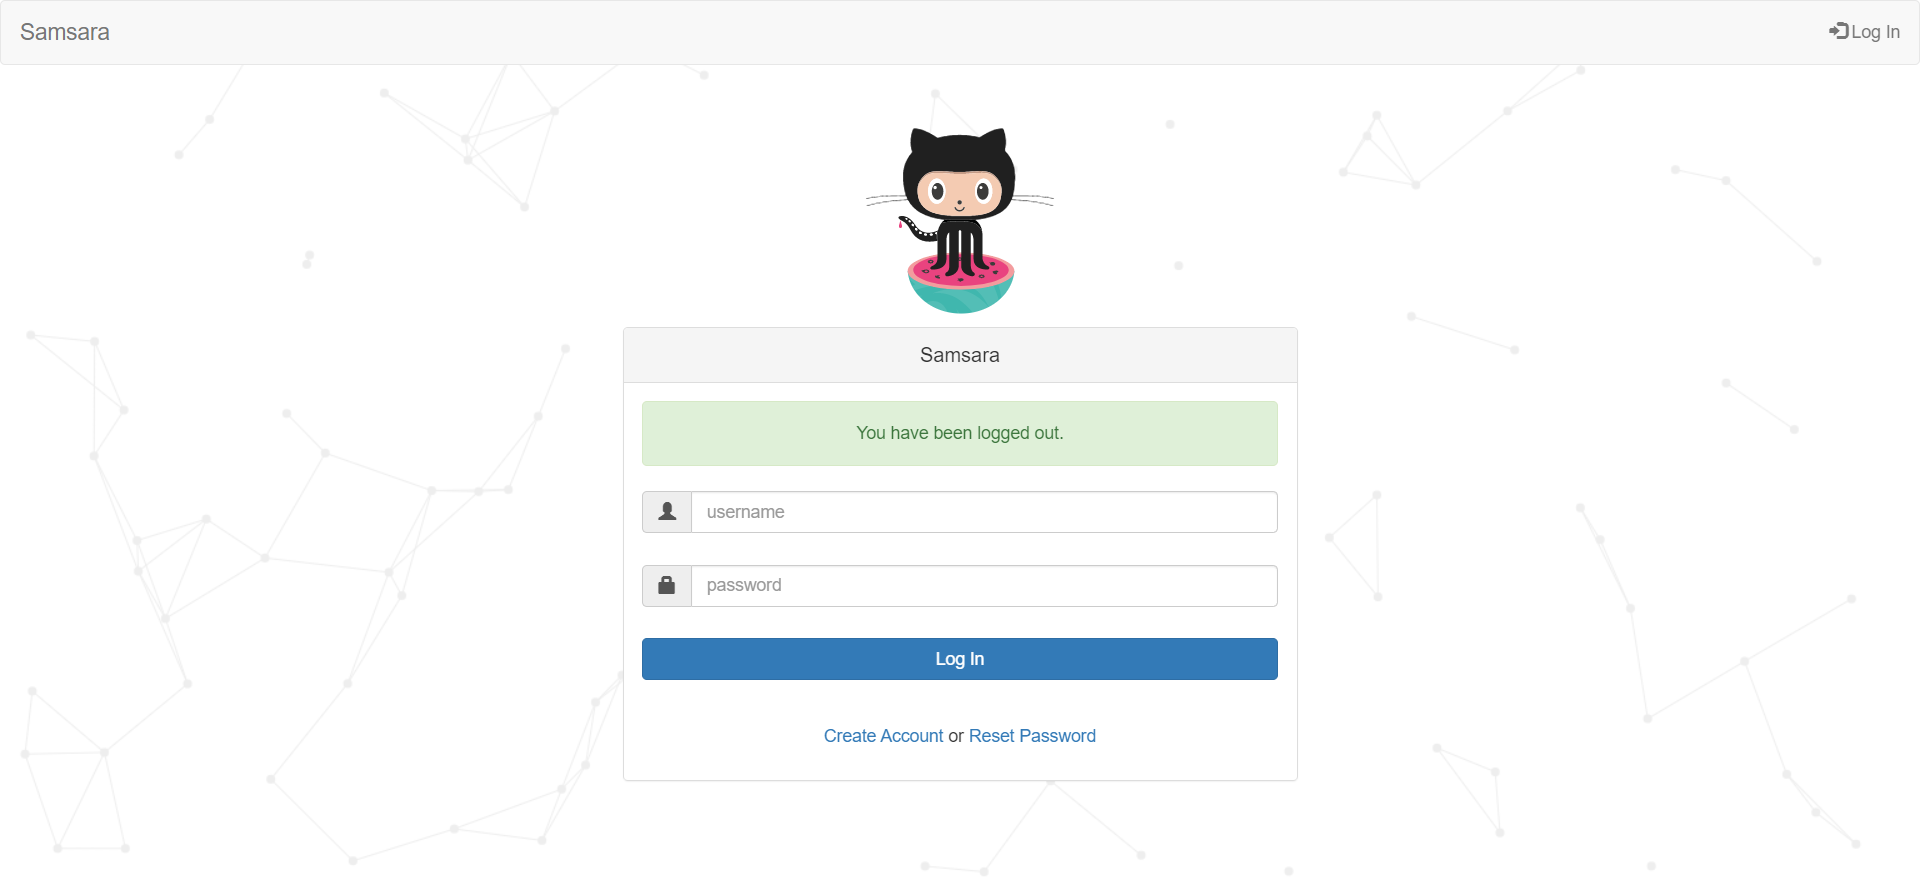 Samsara
Log In
Samsara
You have been logged out.
username
password
Log In
Create Account or Reset Password